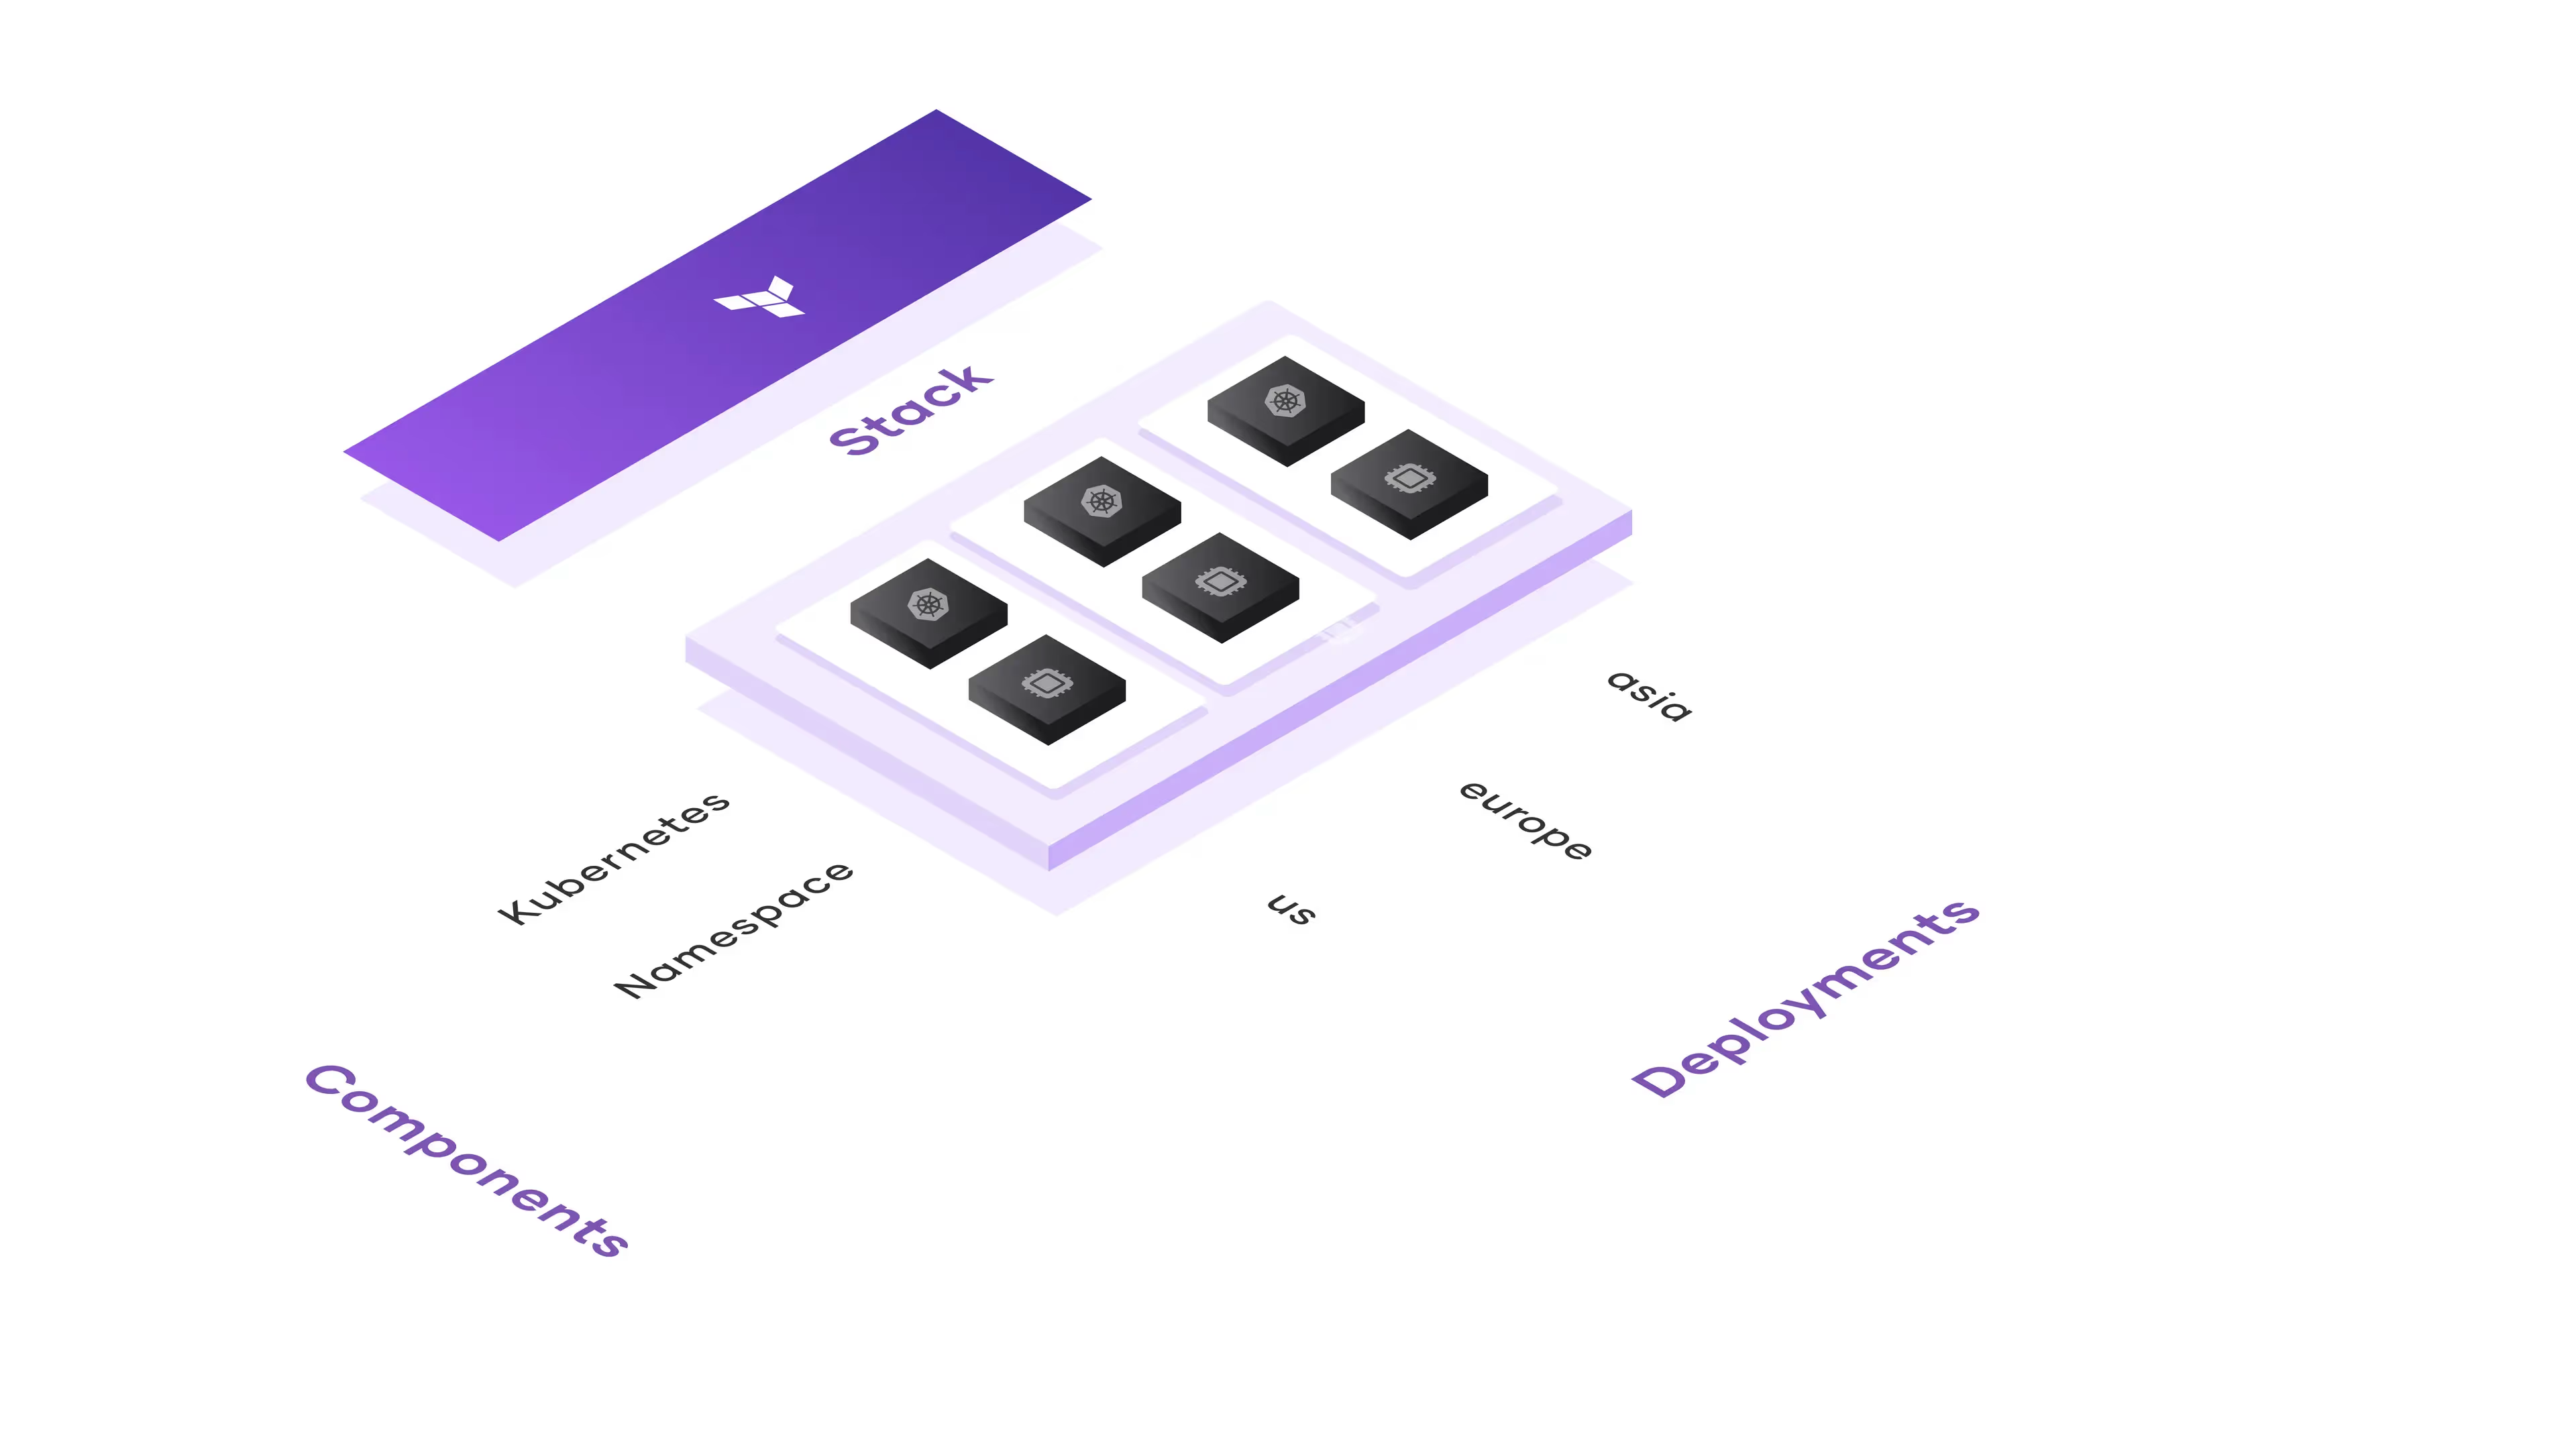 Stack
Kubernetes
Namespace
Components
asia
europe
us
Deployments